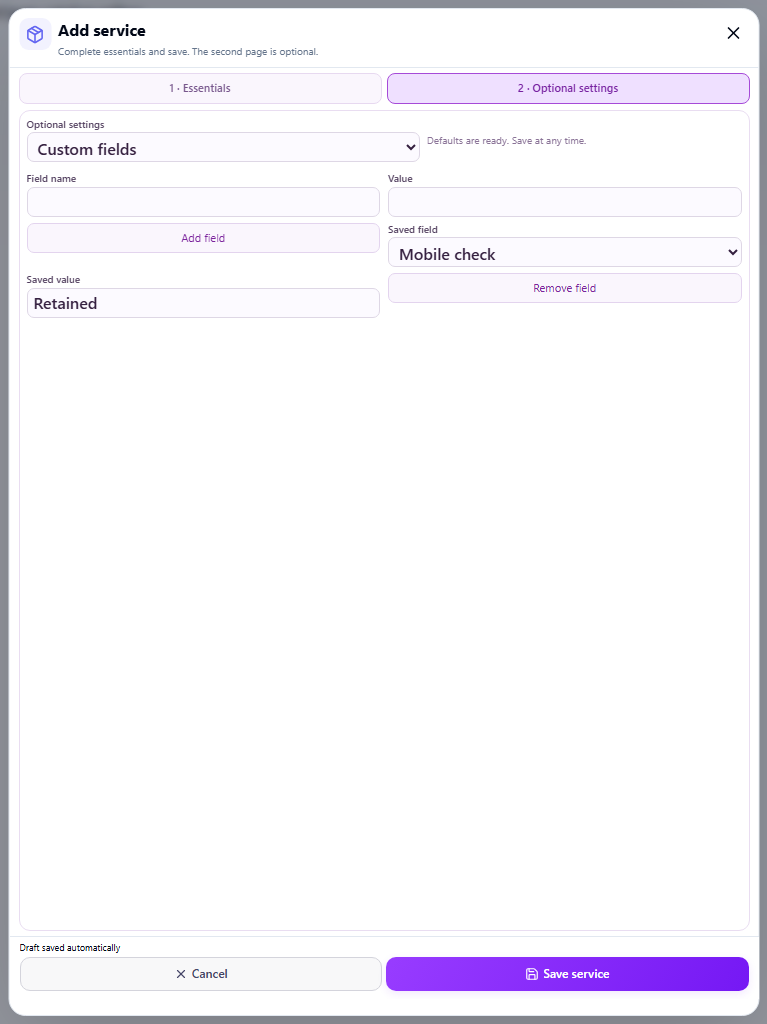 Add service
Complete essentials and save. The second page is optional.
1 · Essentials
2 · Optional settings
Optional settings
Custom fields
Defaults are ready. Save at any time.
Field name
Value
Add field
Saved field
Mobile check
Saved value
Retained
Remove field
Draft saved automatically
Cancel
Save service